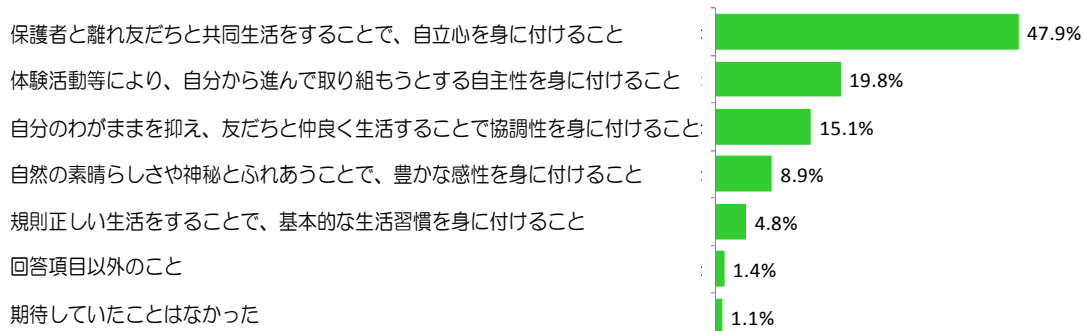 保護者と離れ友だちと共同生活をすることで、自立心を身に付けること 47.9%
体験活動等により、自分から進んで取り組もうとする自主性を身に付けること 19.8%
自分のわがままを抑え、友だちと仲良く生活することで協調性を身に付けること 15.1%
自然の素晴らしさや神秘とふれあうことで、豊かな感性を身に付けること 8.9%
規則正しい生活をすることで、基本的な生活習慣を身に付けること 4.8%
回答項目以外のこと 1.4%
期待していたことはなかった 1.1%